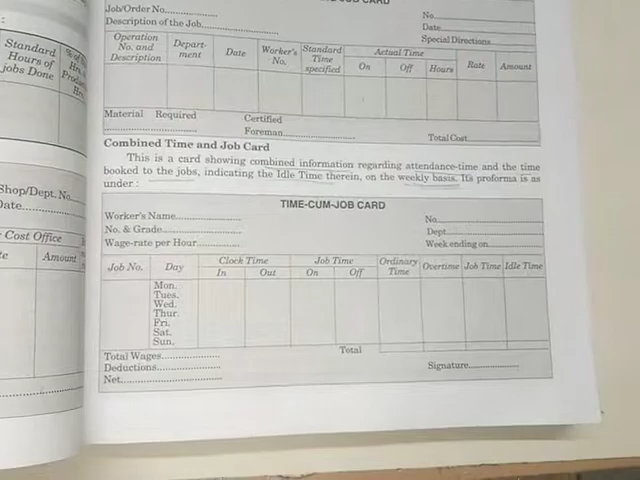 Standard
Hours of
jobs Done
Shop/Dept. No.
Date
Cost Office
Amount
JOB CARD
Job/Order No.
No.
Description of the Job
Date
Special Directions
Operation No. and Description Depart-ment Date Worker's No. Standard Time specified Actual Time Rate Amount
On Off Hours
Material Required Certified
Foreman
Total Cost
Combined Time and Job Card
This is a card showing combined information regarding attendance-time and the time
booked to the jobs, indicating the Idle Time therein, on the weekly basis. It's proforma is as
under :
TIME-CUM-JOB CARD
Worker's Name
No.
No. & Grade
Dept.
Wage-rate per Hour
Week ending on
Job No. Day Clock Time Job Time Ordinary Time Overtime Job Time Idle Time
In Out On Off
Mon.
Tues.
Wed.
Thur.
Fri.
Sat.
Sun.
Total
Total Wages
Deductions
Signature
Net